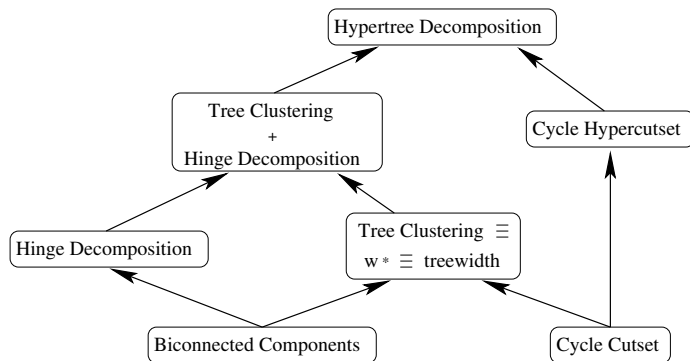 Hypertree Decomposition
Tree Clustering
+
Hinge Decomposition
Cycle Hypercutset
Hinge Decomposition
Tree Clustering ≡
w* ≡ treewidth
Biconnected Components
Cycle Cutset